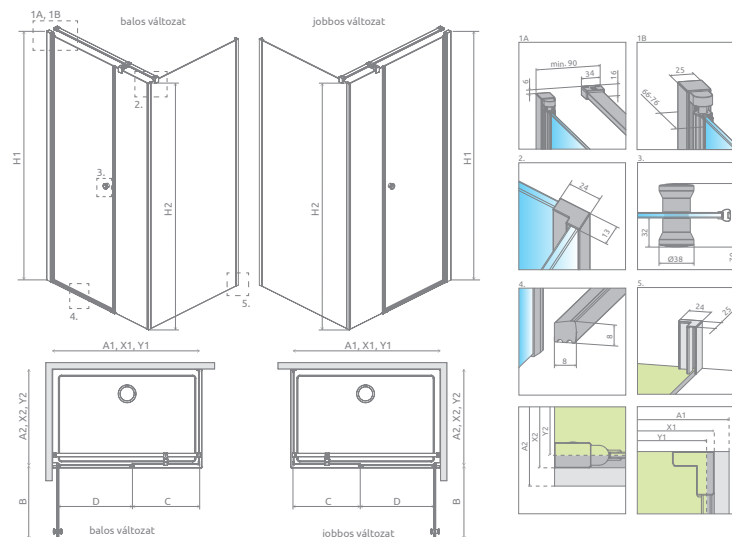 1A, 1B
balos változat
jobbos változat
H1
2.
3.
H2
4.
5.
H2
H1
A1, X1, Y1
A2, X2, Y2
B
D
C
balos változat
A1, X1, Y1
A2, X2, Y2
B
C
D
jobbos változat
1A
min. 90
34
16
6
1B
25
66-76
2.
24
13
3.
32
Ø38
4.
8
8
5.
24
25
A2
X2
Y2
A1
X1
Y1